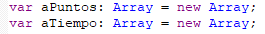 var aPuntos: Array = new Array;
var aTiempo: Array = new Array;